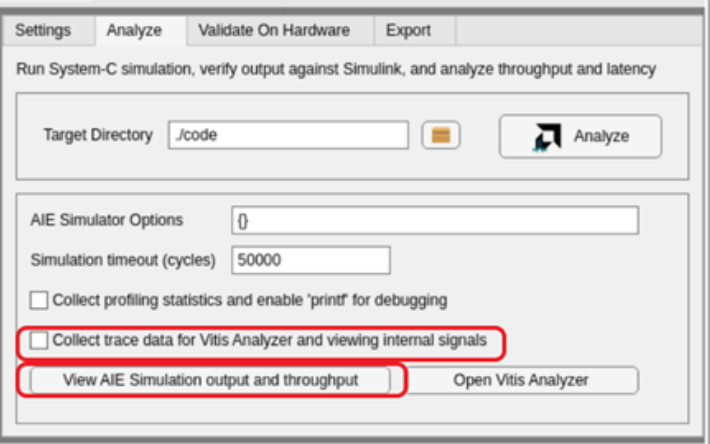 Settings Analyze Validate On Hardware Export
Run System-C simulation, verify output against Simulink, and analyze throughput and latency
Target Directory ./code Analyze
AIE Simulator Options {}
Simulation timeout (cycles) 50000
Collect profiling statistics and enable 'printf' for debugging
Collect trace data for Vitis Analyzer and viewing internal signals
View AIE Simulation output and throughput Open Vitis Analyzer